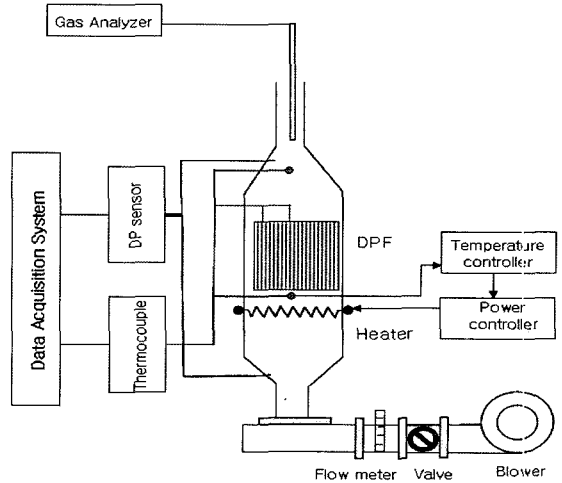 Gas Analyzer
Data Acquisition System
DP sensor
Thermocouple
DPF
Temperature
controller
Power
controller
Heater
Flow meter
Valve
Blower